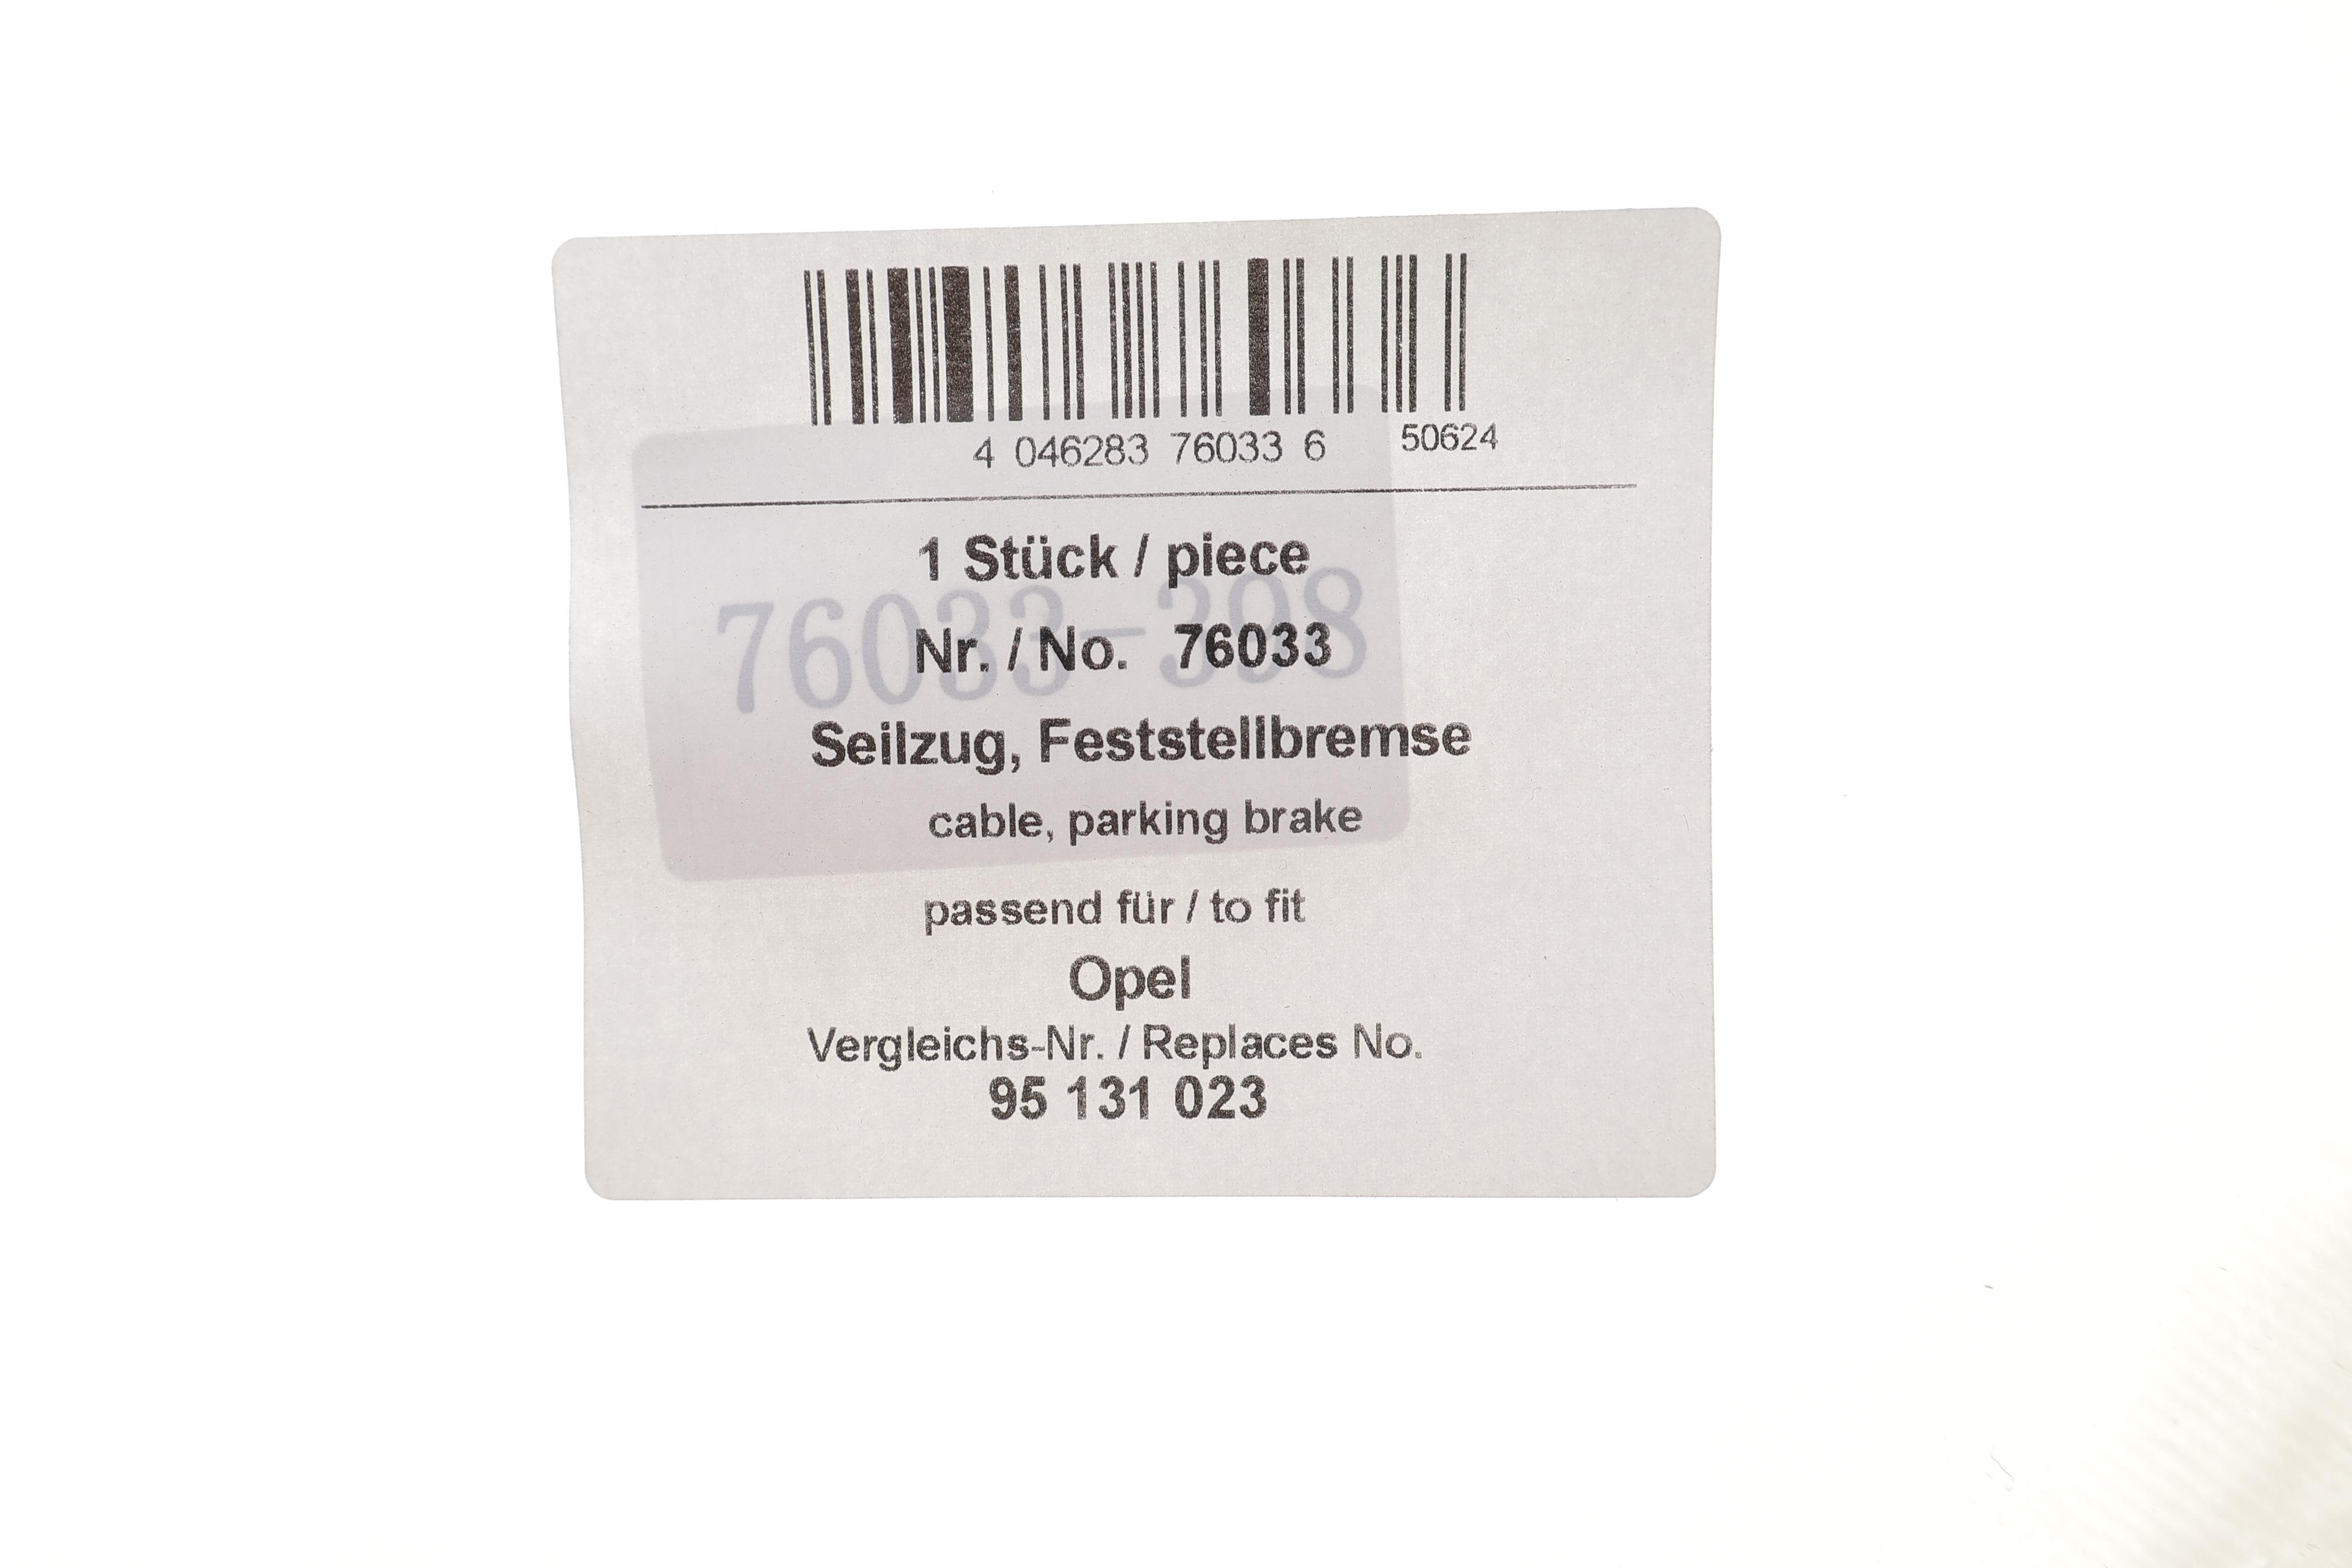 4 046283 76033 6 50624
1 Stück / piece
76033-398
Nr. / No. 76033
Seilzug, Feststellbremse
cable, parking brake
passend für / to fit
Opel
Vergleichs-Nr. / Replaces No.
95 131 023